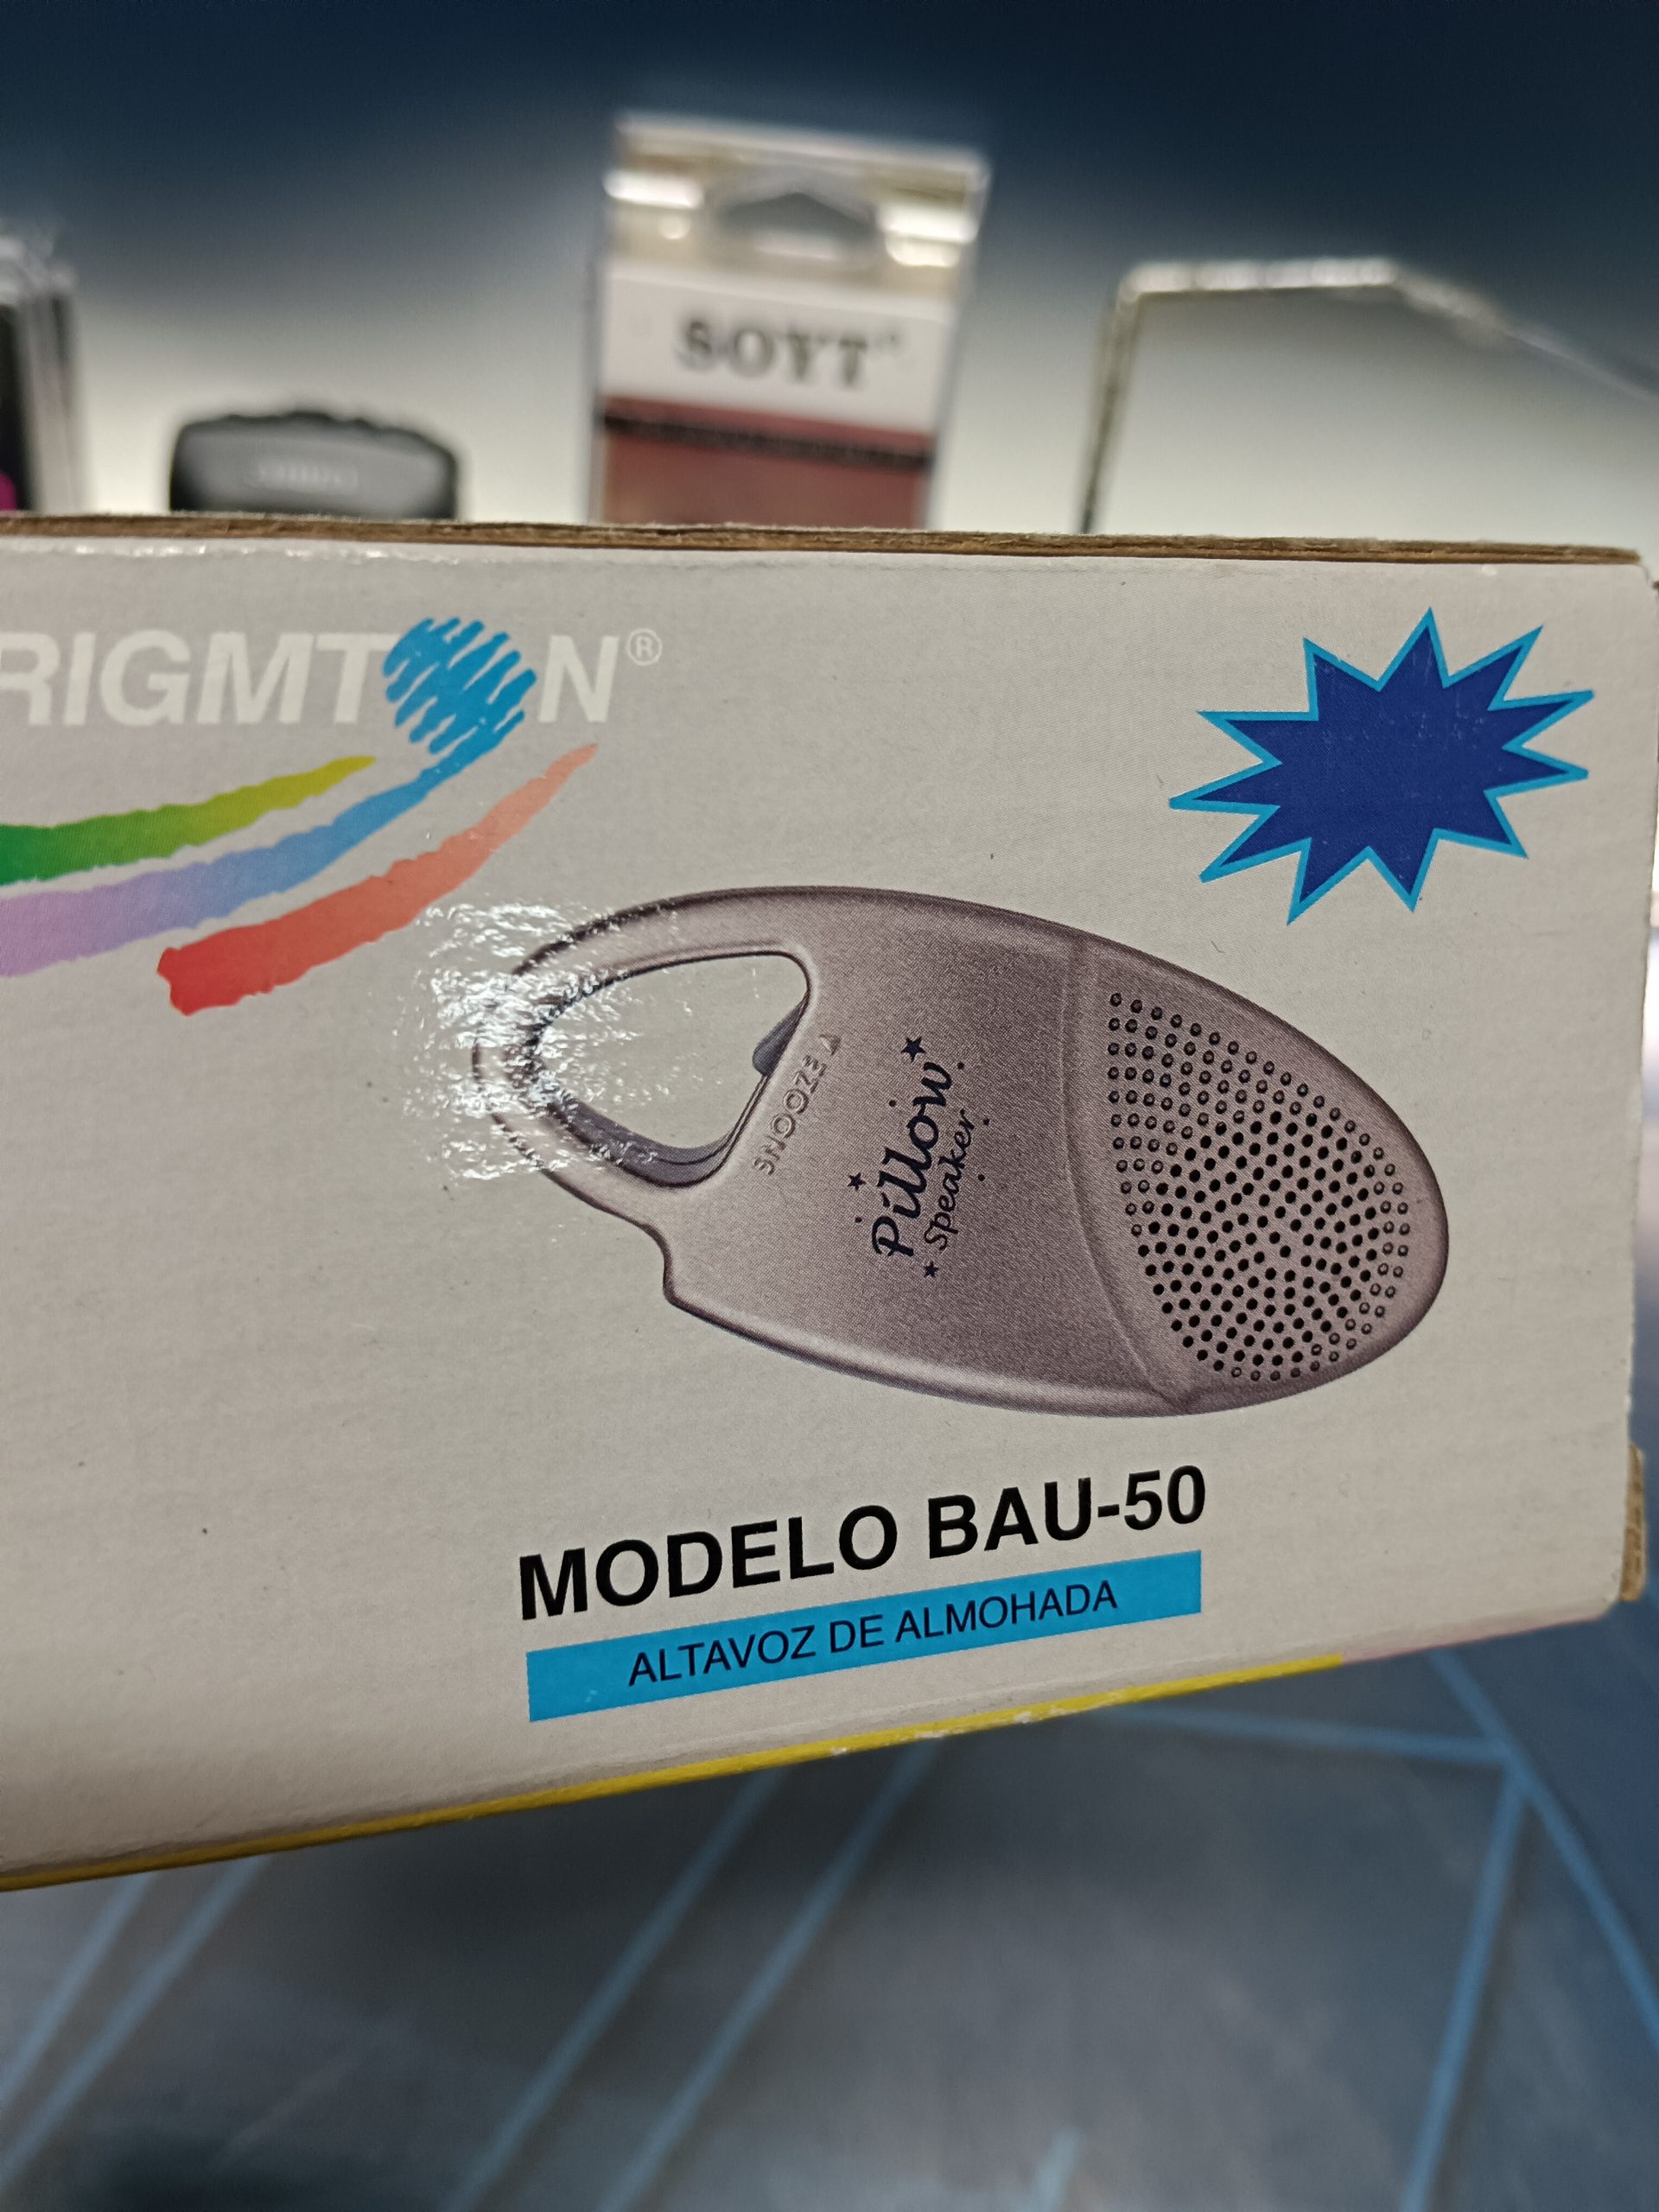 SOYT
RIGMTON®
SNOOZE
Pillow
Speaker
MODELO BAU-50
ALTAVOZ DE ALMOHADA